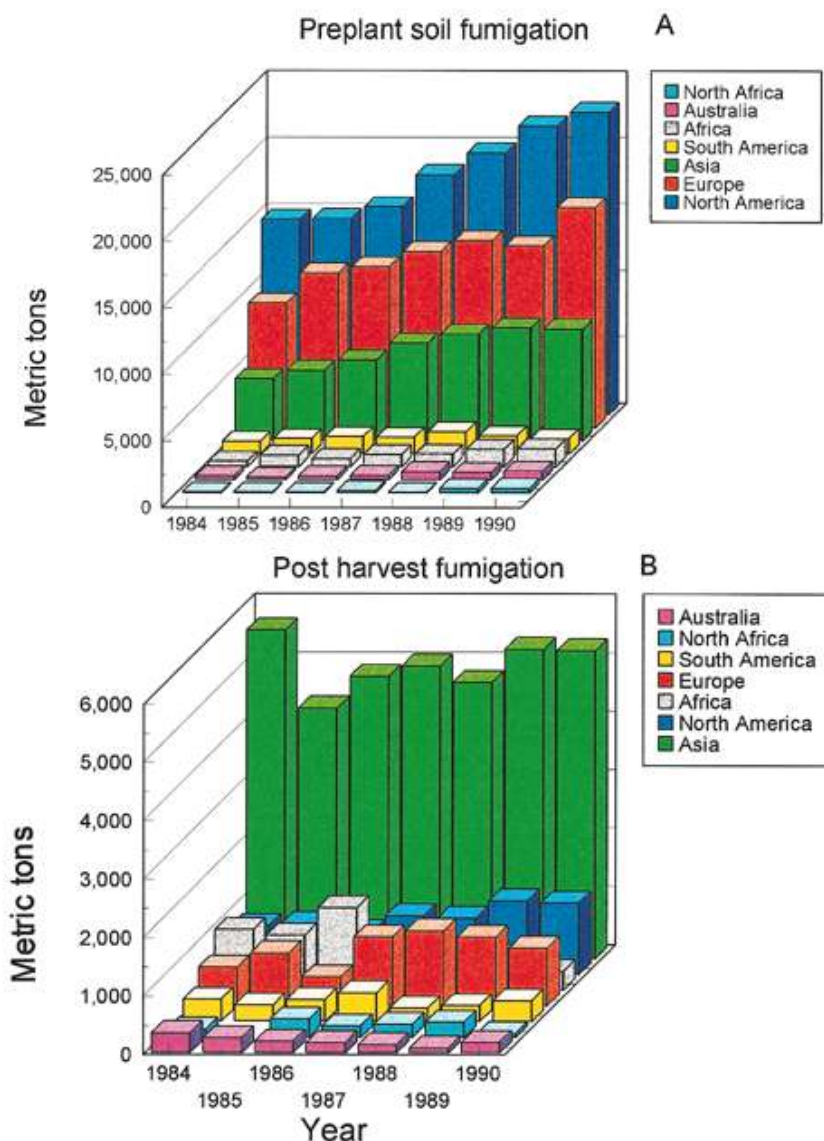 Preplant soil fumigation
A
North Africa
Australia
Africa
South America
Asia
Europe
North America
Metric tons
25,000
20,000
15,000
10,000
5,000
0
1984 1985 1986 1987 1988 1989 1990
Post harvest fumigation
B
Australia
North Africa
South America
Europe
Africa
North America
Asia
Metric tons
6,000
5,000
4,000
3,000
2,000
1,000
0
1984 1986 1988 1990
1985 1987 1989
Year